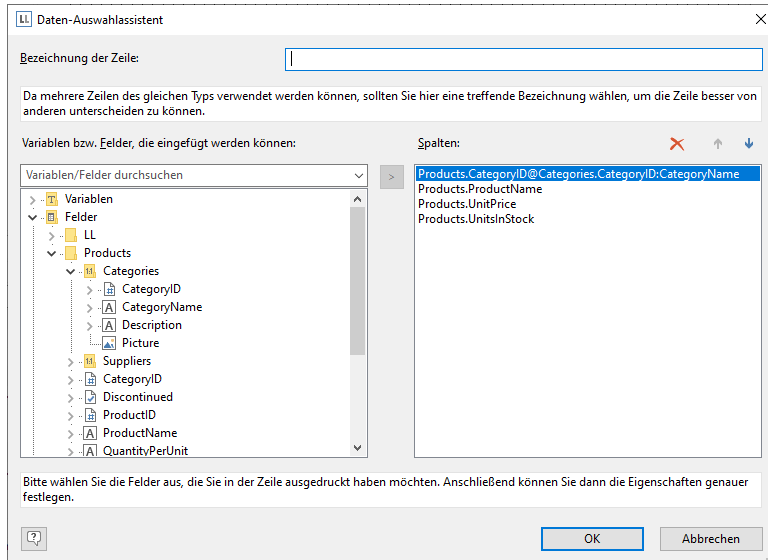 LL Daten-Auswahlassistent
Bezeichnung der Zeile:
Da mehrere Zeilen des gleichen Typs verwendet werden können, sollten Sie hier eine treffende Bezeichnung wählen, um die Zeile besser von
anderen unterscheiden zu können.
Variablen bzw. Felder, die eingefügt werden können:
Spalten:
Variablen/Felder durchsuchen
>
Variablen
Felder
LL
Products
1:1 Categories
CategoryID
CategoryName
Description
Picture
1:1 Suppliers
CategoryID
Discontinued
ProductID
ProductName
QuantityPerUnit
Products.CategoryID@Categories.CategoryID:CategoryName
Products.ProductName
Products.UnitPrice
Products.UnitsInStock
Bitte wählen Sie die Felder aus, die Sie in der Zeile ausgedruckt haben möchten. Anschließend können Sie dann die Eigenschaften genauer
festlegen.
?
OK
Abbrechen